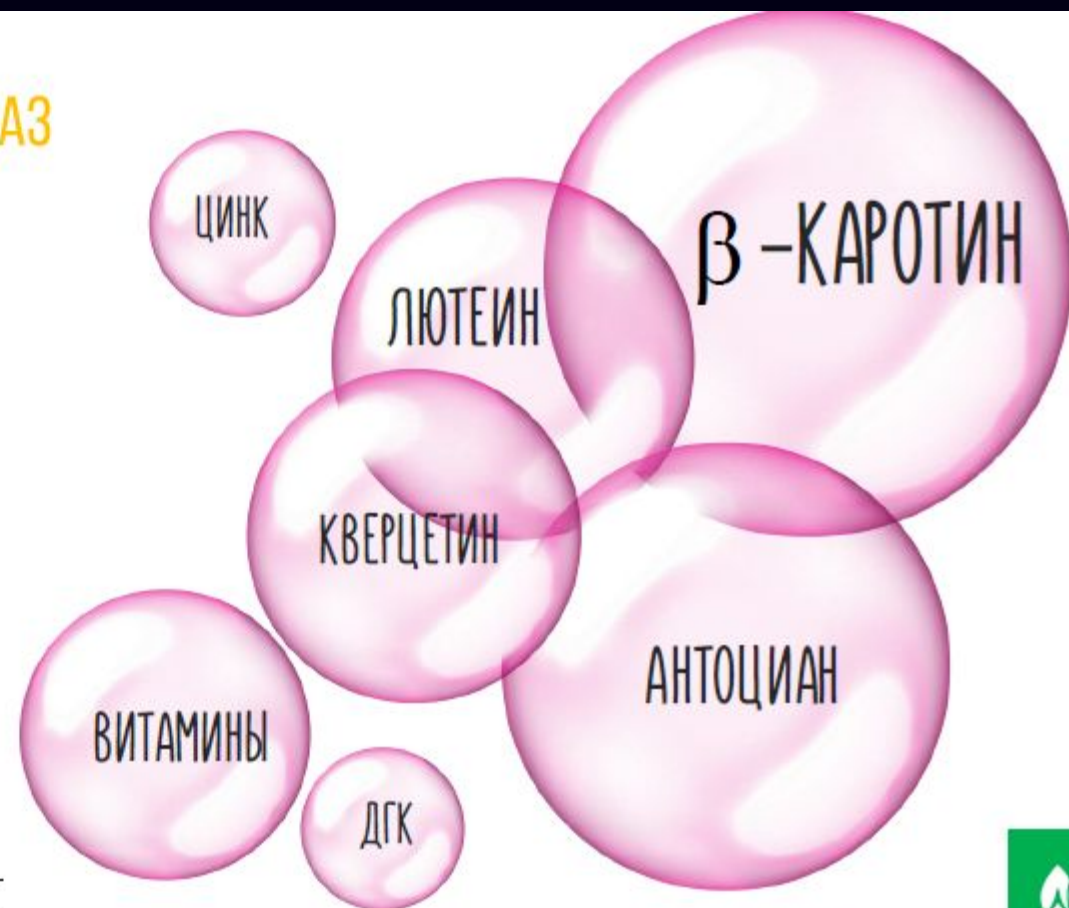 АЗ
ЦИНК
β -КАРОТИН
ЛЮТЕИН
КВЕРЦЕТИН
АНТОЦИАН
ВИТАМИНЫ
ДГК